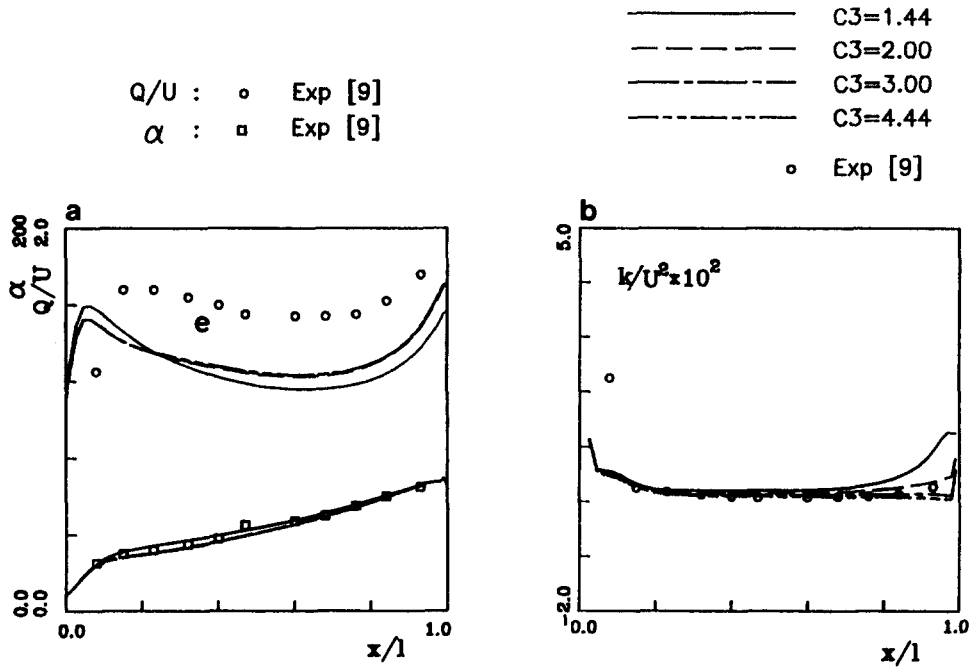 C3=1.44
C3=2.00
C3=3.00
C3=4.44
Exp [9]
Q/U : Exp [9]
α : Exp [9]
a
200
2.0
α
Q/U
e
0.0
0.0
0.0
1.0
x/l
b
5.0
k/U²x10²
-2.0
0.0
1.0
x/l